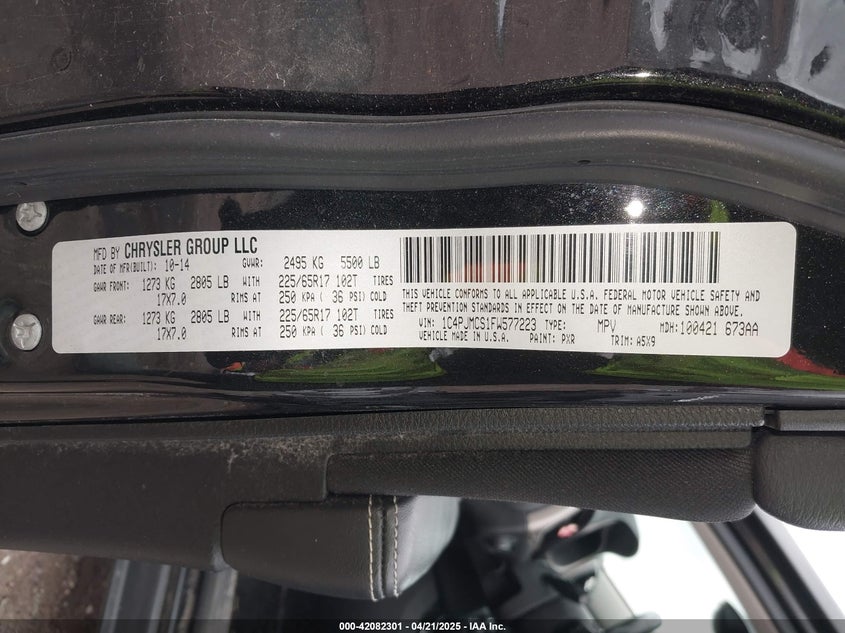 MFD BY CHRYSLER GROUP LLC
DATE OF MFR(BUILT): 10-14 GVWR: 2495 KG 5500 LB
GAWR FRONT: 1273 KG 2805 LB WITH 225/65R17 102T TIRES
17X7.0 RIMS AT 250 KPA ( 36 PSI) COLD
GAWR REAR: 1273 KG 2805 LB WITH 225/65R17 102T TIRES
17X7.0 RIMS AT 250 KPA ( 36 PSI) COLD
THIS VEHICLE CONFORMS TO ALL APPLICABLE U.S.A. FEDERAL MOTOR VEHICLE SAFETY AND
THEFT PREVENTION STANDARDS IN EFFECT ON THE DATE OF MANUFACTURE SHOWN ABOVE.
VIN: 1C4PJMCS1FW577223 TYPE: MPV MDH: 100421 673AA
VEHICLE MADE IN U.S.A. PAINT: PXR TRIM: A5X9
000-42082301 - 04/21/2025 - IAA Inc.